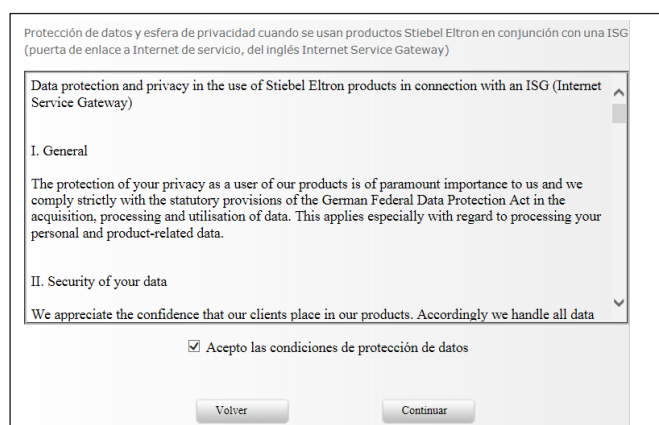 Protección de datos y esfera de privacidad cuando se usan productos Stiebel Eltron en conjunción con una ISG
(puerta de enlace a Internet de servicio, del inglés Internet Service Gateway)
Data protection and privacy in the use of Stiebel Eltron products in connection with an ISG (Internet
Service Gateway)
I. General
The protection of your privacy as a user of our products is of paramount importance to us and we
comply strictly with the statutory provisions of the German Federal Data Protection Act in the
acquisition, processing and utilisation of data. This applies especially with regard to processing your
personal and product-related data.
II. Security of your data
We appreciate the confidence that our clients place in our products. Accordingly we handle all data
Acepto las condiciones de protección de datos
Volver
Continuar